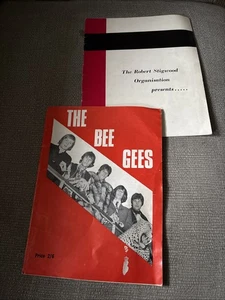 The Robert Stigwood
Organisation
presents.....
THE
BEE
GEES